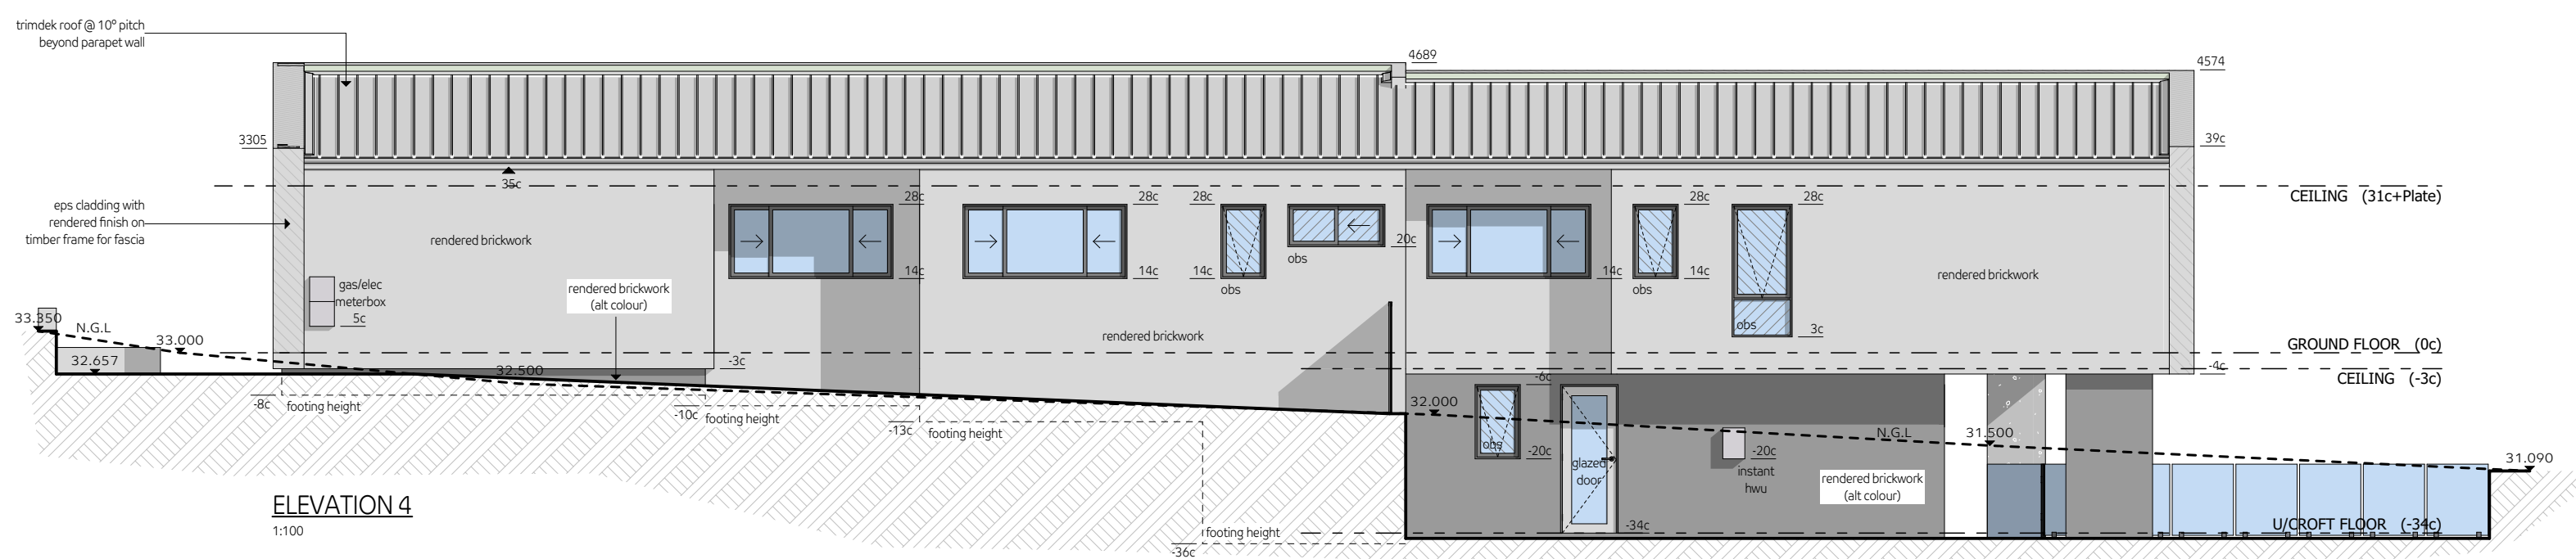 trimdek roof @ 10° pitch
beyond parapet wall
4689
4574
3305
39c
35c
CEILING (31c+Plate)
eps cladding with
rendered finish on
timber frame for fascia
28c
28c
28c
28c
28c
rendered brickwork
20c
obs
14c
14c
14c
obs
14c
14c
obs
rendered brickwork
gas/elec
meterbox
5c
rendered brickwork
(alt colour)
33.350
N.G.L
33.000
rendered brickwork
obs
3c
GROUND FLOOR (0c)
32.657
32.500
-3c
-4c
CEILING (-3c)
-6c
-8c
footing height
-10c
footing height
-13c
footing height
32.000
N.G.L
31.500
obs
-20c
-20c
glazed
door
instant
hwu
rendered brickwork
(alt colour)
31.090
ELEVATION 4
1:100
footing height
-36c
-34c
U/CROFT FLOOR (-34c)